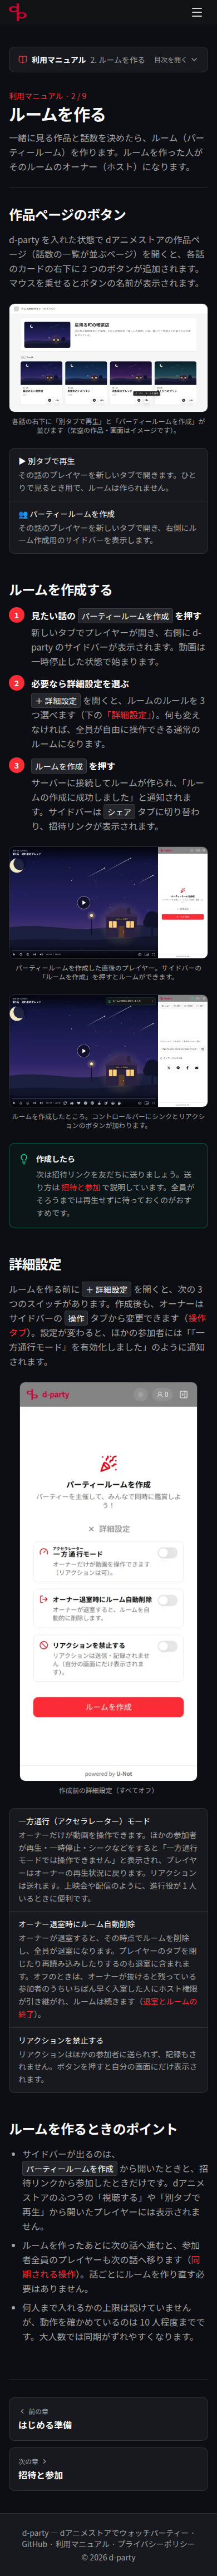 利用マニュアル 2. ルームを作る 目次を開く
利用マニュアル · 2 / 9
ルームを作る
一緒に見る作品と話数を決めたら、ルーム（パー
ティールーム）を作ります。ルームを作った人が
そのルームのオーナー（ホスト）になります。
作品ページのボタン
d-party を入れた状態で dアニメストアの作品ペ
ージ（話数の一覧が並ぶページ）を開くと、各話
のカードの右下に 2 つのボタンが追加されます。
マウスを乗せるとボタンの名前が表示されます。
各話の右下に「別タブで再生」と「パーティールームを作成」が
並びます（架空の作品・画面はイメージです）。
▶ 別タブで再生
その話のプレイヤーを新しいタブで開きます。ひと
りで見るとき用で、ルームは作られません。
👥 パーティールームを作成
その話のプレイヤーを新しいタブで開き、右側にル
ーム作成用のサイドバーを表示します。
ルームを作成する
1 見たい話の パーティールームを作成 を押す
新しいタブでプレイヤーが開き、右側に d-
party のサイドバーが表示されます。動画は
一時停止した状態で始まります。
2 必要なら詳細設定を選ぶ
＋ 詳細設定 を開くと、ルームのルールを 3
つ選べます（下の「詳細設定」）。何も変え
なければ、全員が自由に操作できる通常の
ルームになります。
3 ルームを作成 を押す
サーバーに接続してルームが作られ、「ルー
ムの作成に成功しました」と通知されま
す。サイドバーは シェア タブに切り替わ
り、招待リンクが表示されます。
パーティールームを作成した直後のプレイヤー。サイドバーの
「ルームを作成」を押すとルームができます。
ルームを作成したところ。コントロールバーにシンクとリアクシ
ョンのボタンが加わります。
作成したら
次は招待リンクを友だちに送りましょう。送
り方は 招待と参加 で説明しています。全員が
そろうまでは再生せずに待っておくのがおす
すめです。
詳細設定
ルームを作る前に ＋ 詳細設定 を開くと、次の 3
つのスイッチがあります。作成後も、オーナーは
サイドバーの 操作 タブから変更できます（操作
タブ）。設定が変わると、ほかの参加者には「『一
方通行モード』を有効化しました」のように通知
されます。
d-party
0
パーティールームを作成
パーティーを主催して、みんなで同時に鑑賞しよ
う！
× 詳細設定
アクセラレーター
一方通行モード
オーナーだけが動画を操作できます
（リアクションは可）。
オーナー退室時にルーム自動削除
オーナーが退室すると、ルームを自
動的に削除します。
リアクションを禁止する
リアクションは送信・記録されませ
ん（自分の画面にだけ表示されま
す）。
ルームを作成
powered by U-Net
作成前の詳細設定（すべてオフ）
一方通行（アクセラレーター）モード
オーナーだけが動画を操作できます。ほかの参加者
が再生・一時停止・シークなどをすると「一方通行
モードでは操作できません」と表示され、プレイヤ
ーはオーナーの再生状況に戻ります。リアクション
は送れます。上映会や配信のように、進行役が 1 人
いるときに便利です。
オーナー退室時にルーム自動削除
オーナーが退室すると、その時点でルームを削除
し、全員が退室になります。プレイヤーのタブを閉
じたり再読み込みしたりするのも退室に含まれま
す。オフのときは、オーナーが抜けると残っている
参加者のうちいちばん早く入室した人にホスト権限
が引き継がれ、ルームは続きます（退室とルームの
終了）。
リアクションを禁止する
リアクションはほかの参加者に送られず、記録もさ
れません。ボタンを押すと自分の画面にだけ表示さ
れます。
ルームを作るときのポイント
サイドバーが出るのは、
パーティールームを作成 から開いたときと、招
待リンクから参加したときだけです。dアニメ
ストアのふつうの「視聴する」や「別タブで
再生」から開いたプレイヤーには表示されま
せん。
ルームを作ったあとに次の話へ進むと、参加
者全員のプレイヤーも次の話へ移ります（同
期される操作）。話ごとにルームを作り直す必
要はありません。
何人まで入れるかの上限は設けていません
が、動作を確かめているのは 10 人程度までで
す。大人数では同期がずれやすくなります。
前の章
はじめる準備
次の章
招待と参加
d-party — dアニメストアでウォッチパーティー ·
GitHub · 利用マニュアル · プライバシーポリシー
© 2026 d-party